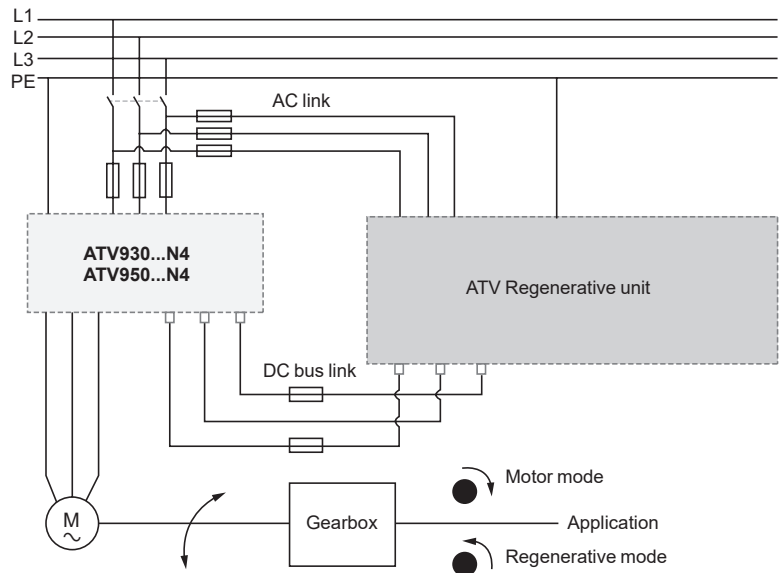 L1
L2
L3
PE
AC link
ATV930...N4
ATV950...N4
ATV Regenerative unit
DC bus link
Motor mode
M
~
Gearbox
Application
Regenerative mode